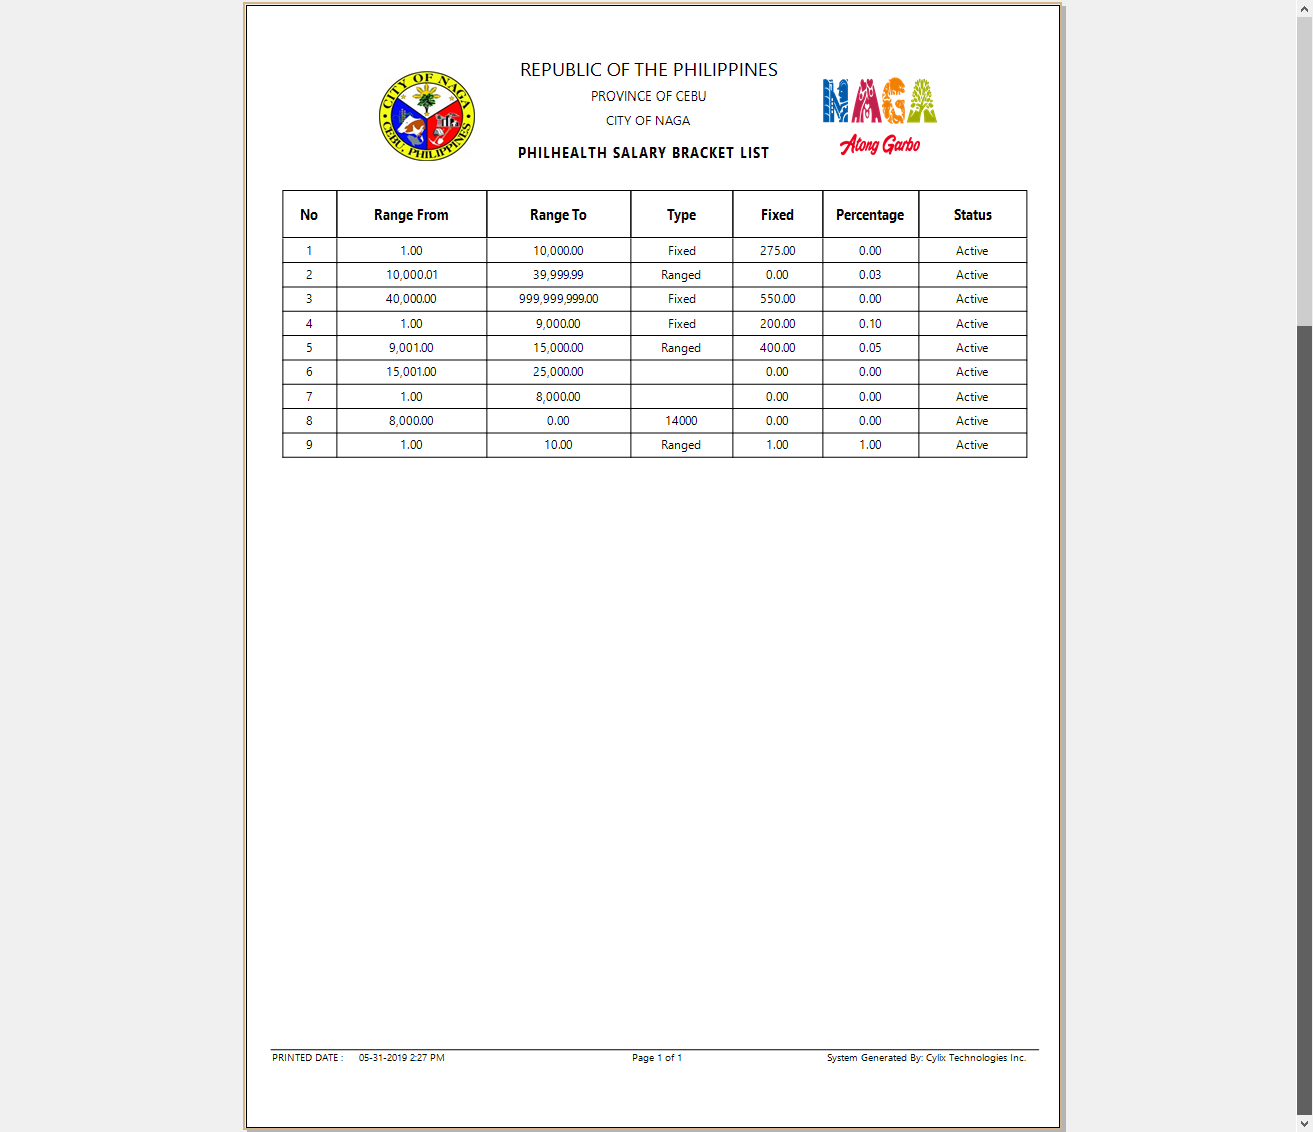 CITY OF NAGA
CEBU, PHILIPPINES
REPUBLIC OF THE PHILIPPINES
PROVINCE OF CEBU
CITY OF NAGA
PHILHEALTH SALARY BRACKET LIST
NAGA
Atong Garbo
No Range From Range To Type Fixed Percentage Status
1 1.00 10,000.00 Fixed 275.00 0.00 Active
2 10,000.01 39,999.99 Ranged 0.00 0.03 Active
3 40,000.00 999,999,999.00 Fixed 550.00 0.00 Active
4 1.00 9,000.00 Fixed 200.00 0.10 Active
5 9,001.00 15,000.00 Ranged 400.00 0.05 Active
6 15,001.00 25,000.00 0.00 0.00 Active
7 1.00 8,000.00 0.00 0.00 Active
8 8,000.00 0.00 14000 0.00 0.00 Active
9 1.00 10.00 Ranged 1.00 1.00 Active
PRINTED DATE : 05-31-2019 2:27 PM Page 1 of 1 System Generated By: Cylix Technologies Inc.